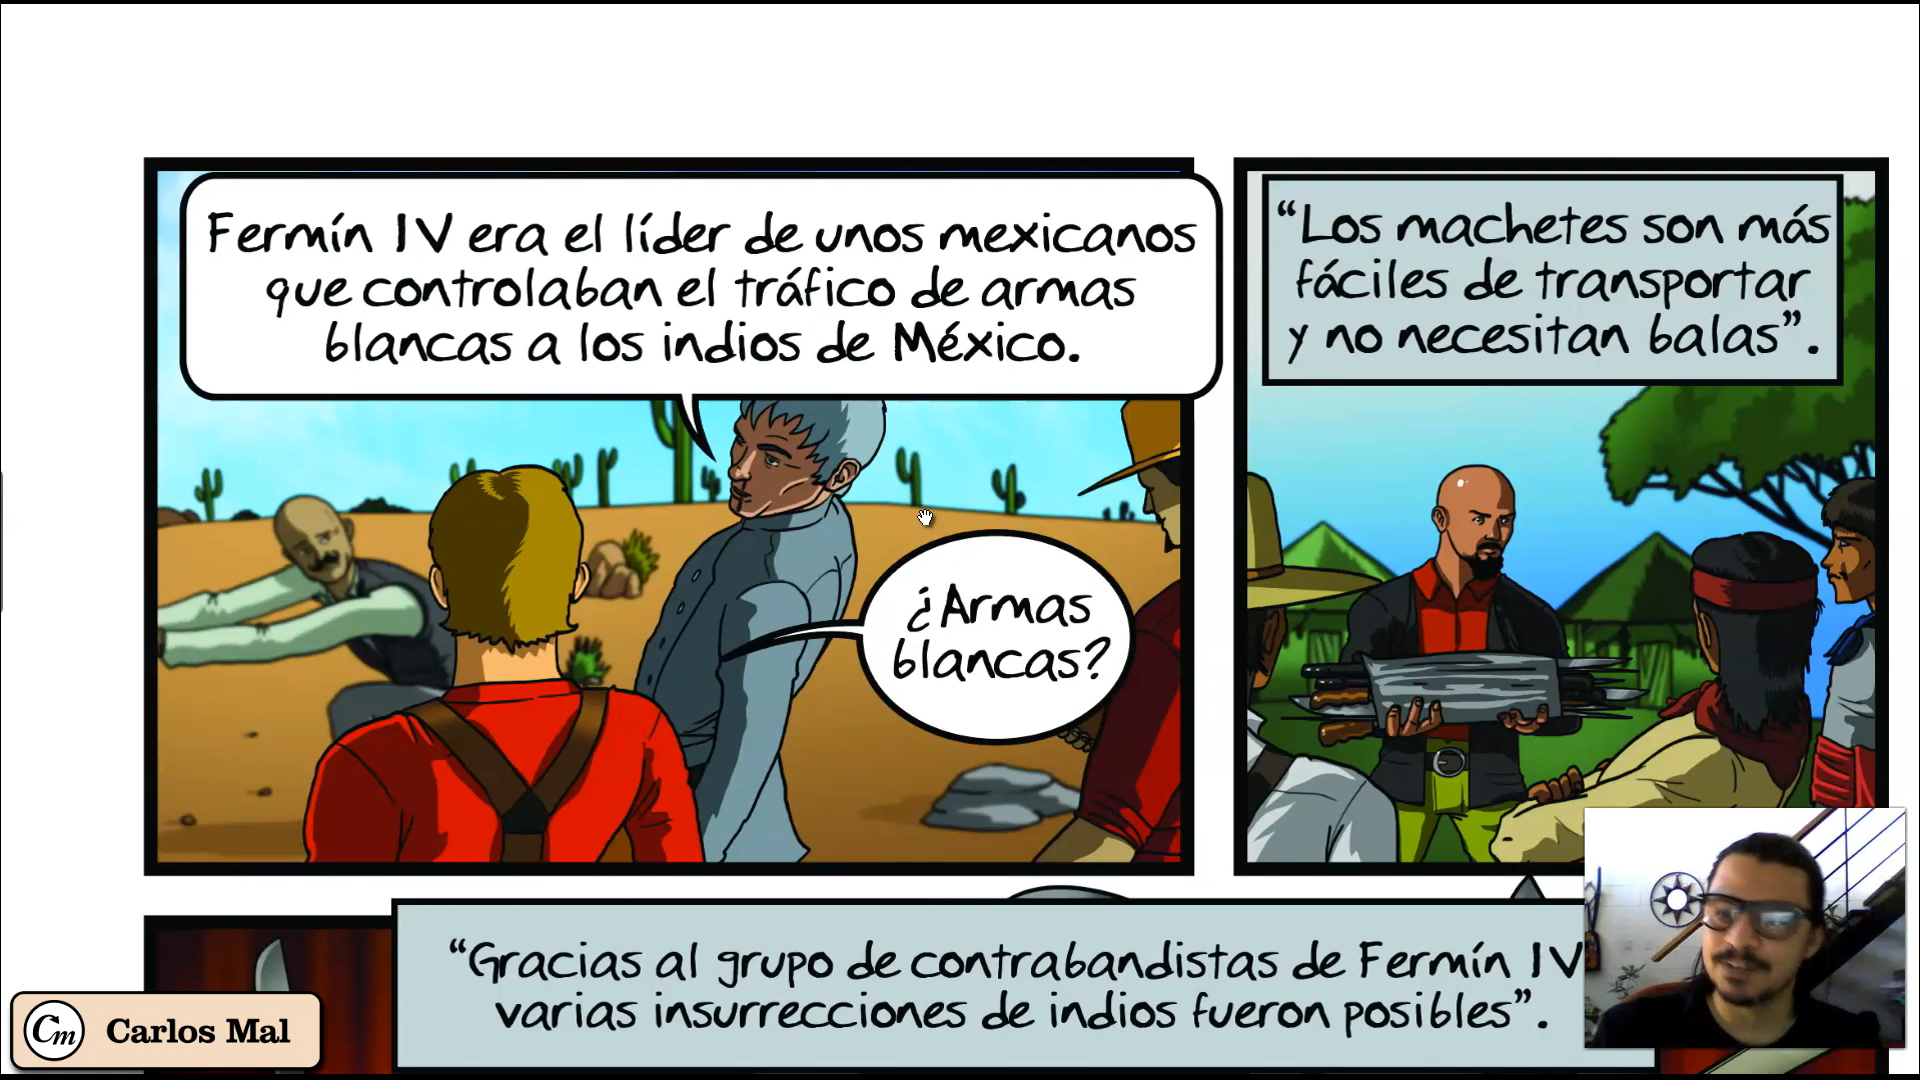 Fermín IV era el líder de unos mexicanos
que controlaban el tráfico de armas
blancas a los indios de México.
¿Armas
blancas?
“Los machetes son más
fáciles de transportar
y no necesitan balas”.
“Gracias al grupo de contrabandistas de Fermín IV
varias insurrecciones de indios fueron posibles”.
Cm Carlos Mal